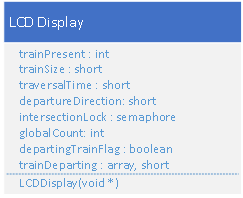 LCD Display
trainPresent : int
trainSize : short
traversalTime : short
departureDirection: short
intersectionLock : semaphore
globalCount: int
departingTrainFlag : boolean
trainDeparting : array, short
LCDDisplay(void *)